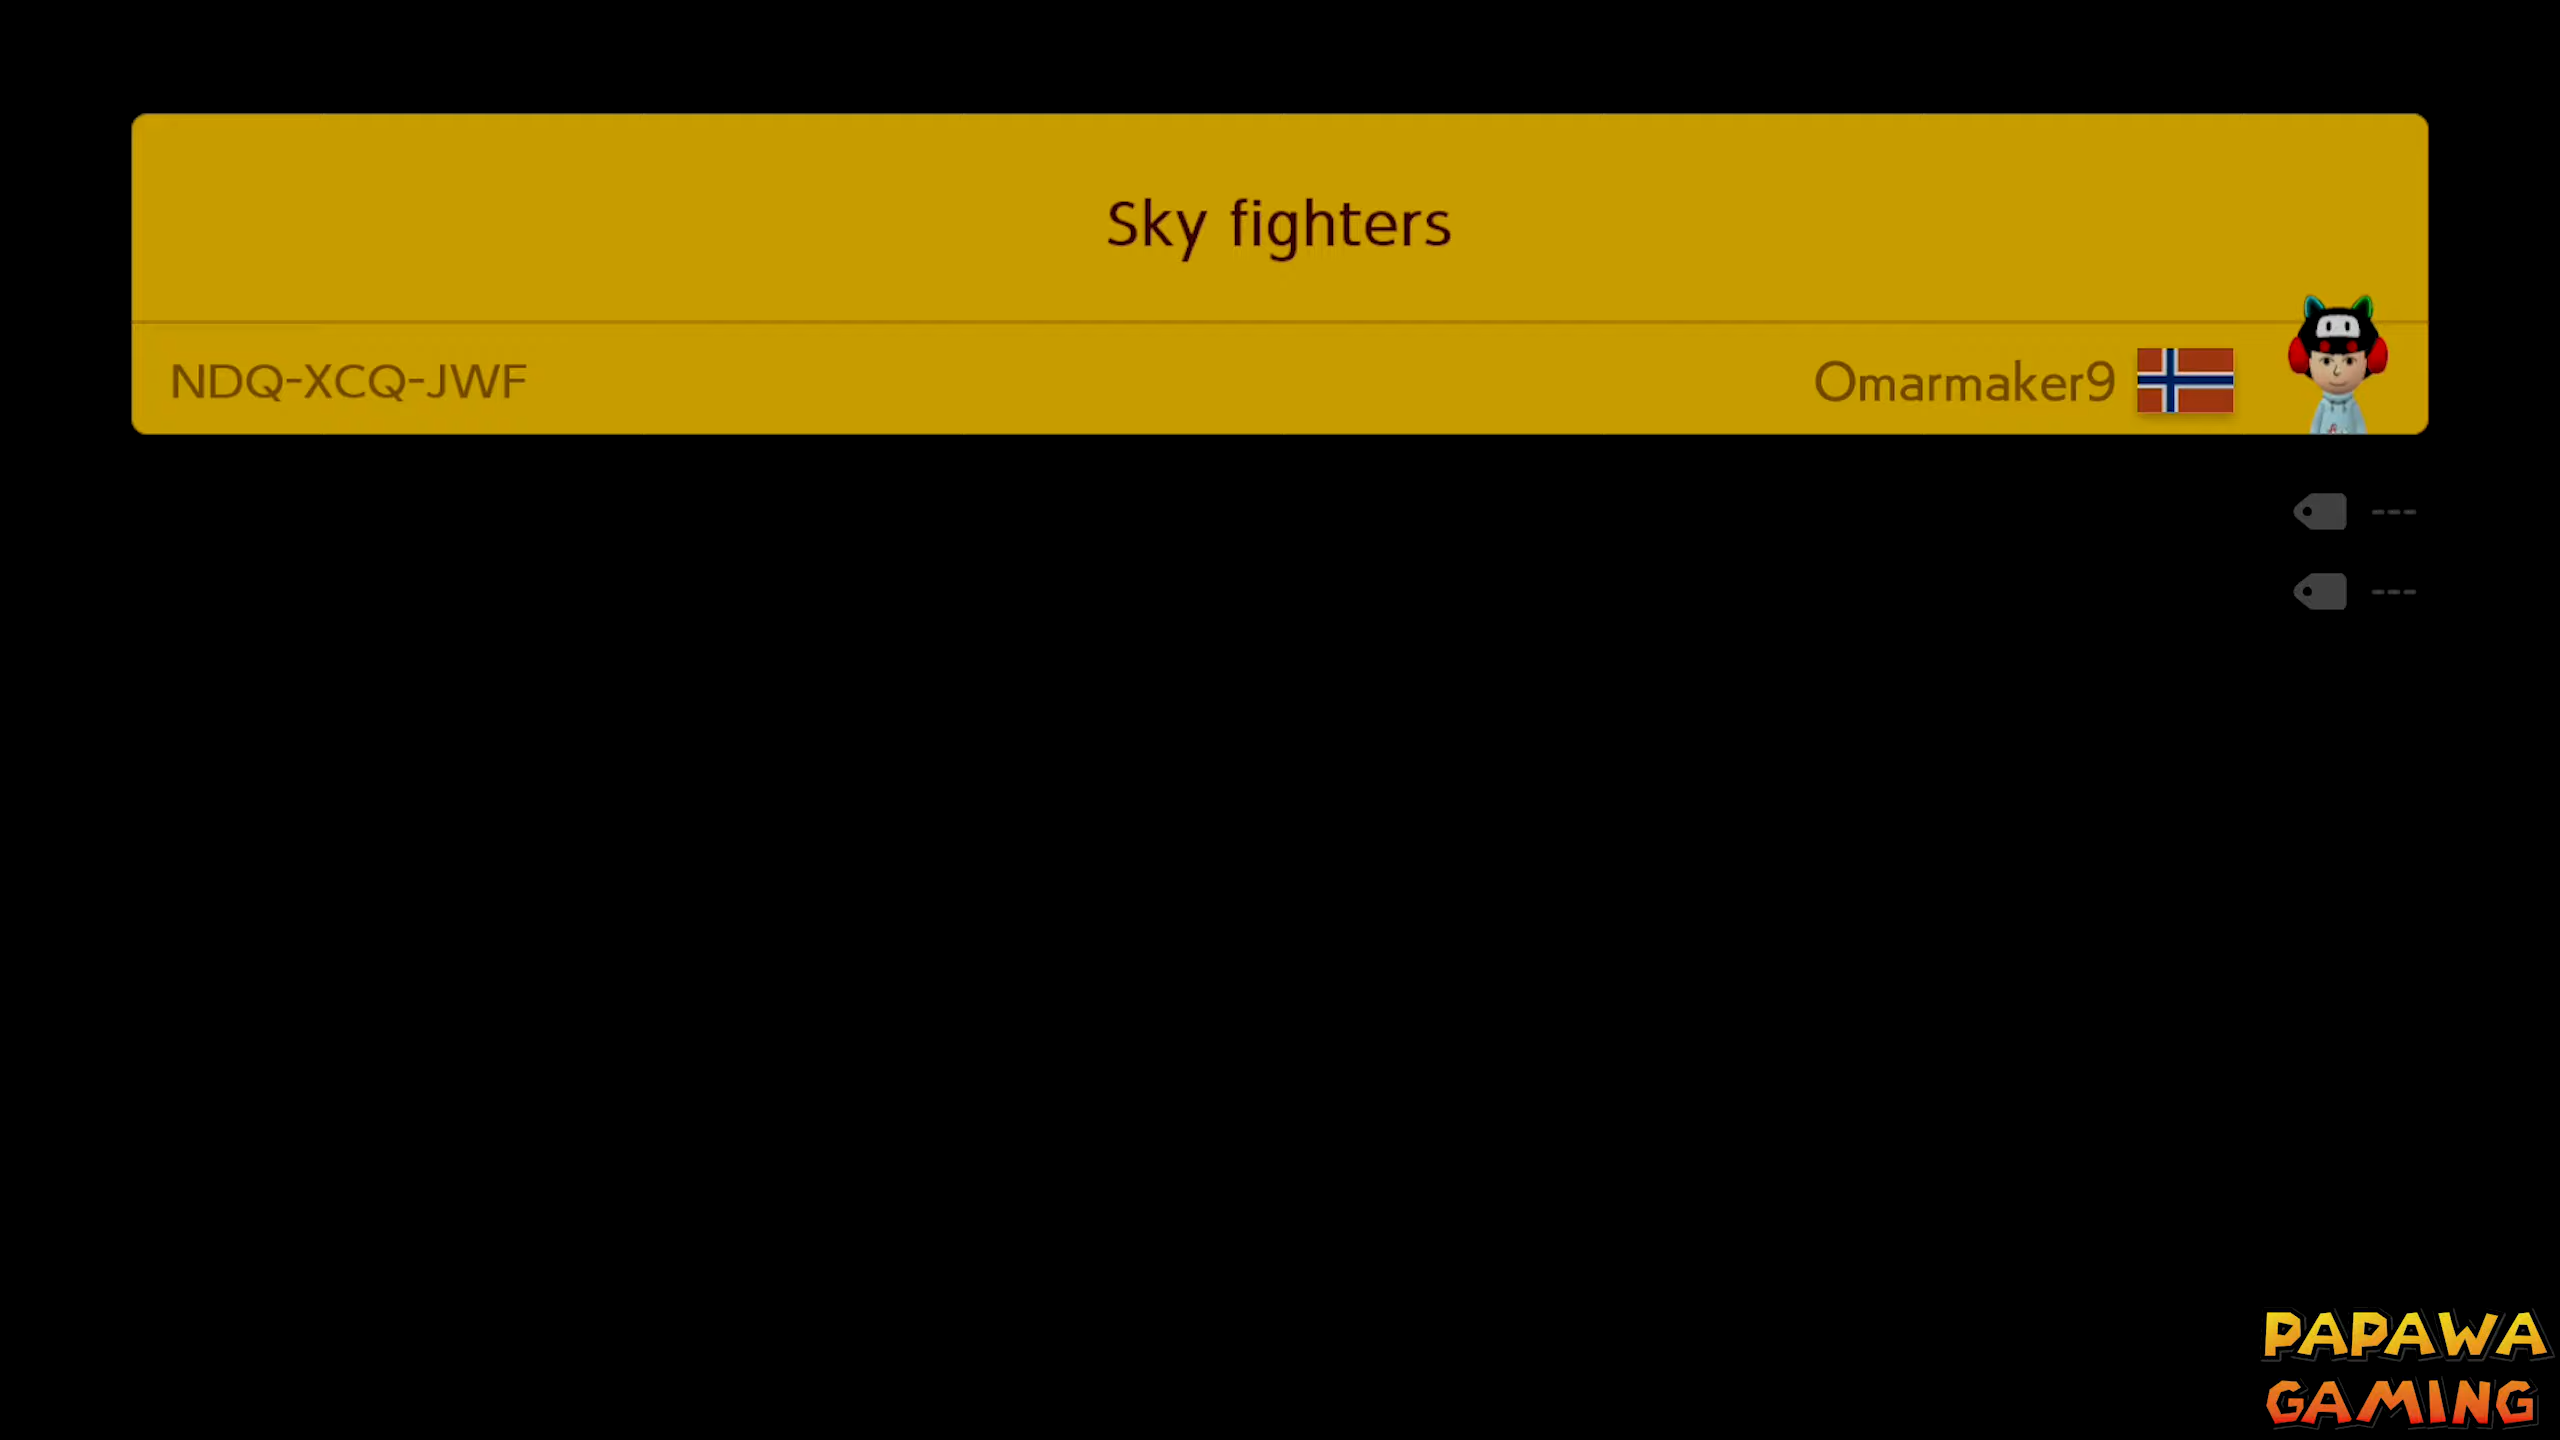 Sky fighters
NDQ-XCQ-JWF
Omarmaker9
---
---
PAPAWA
GAMING